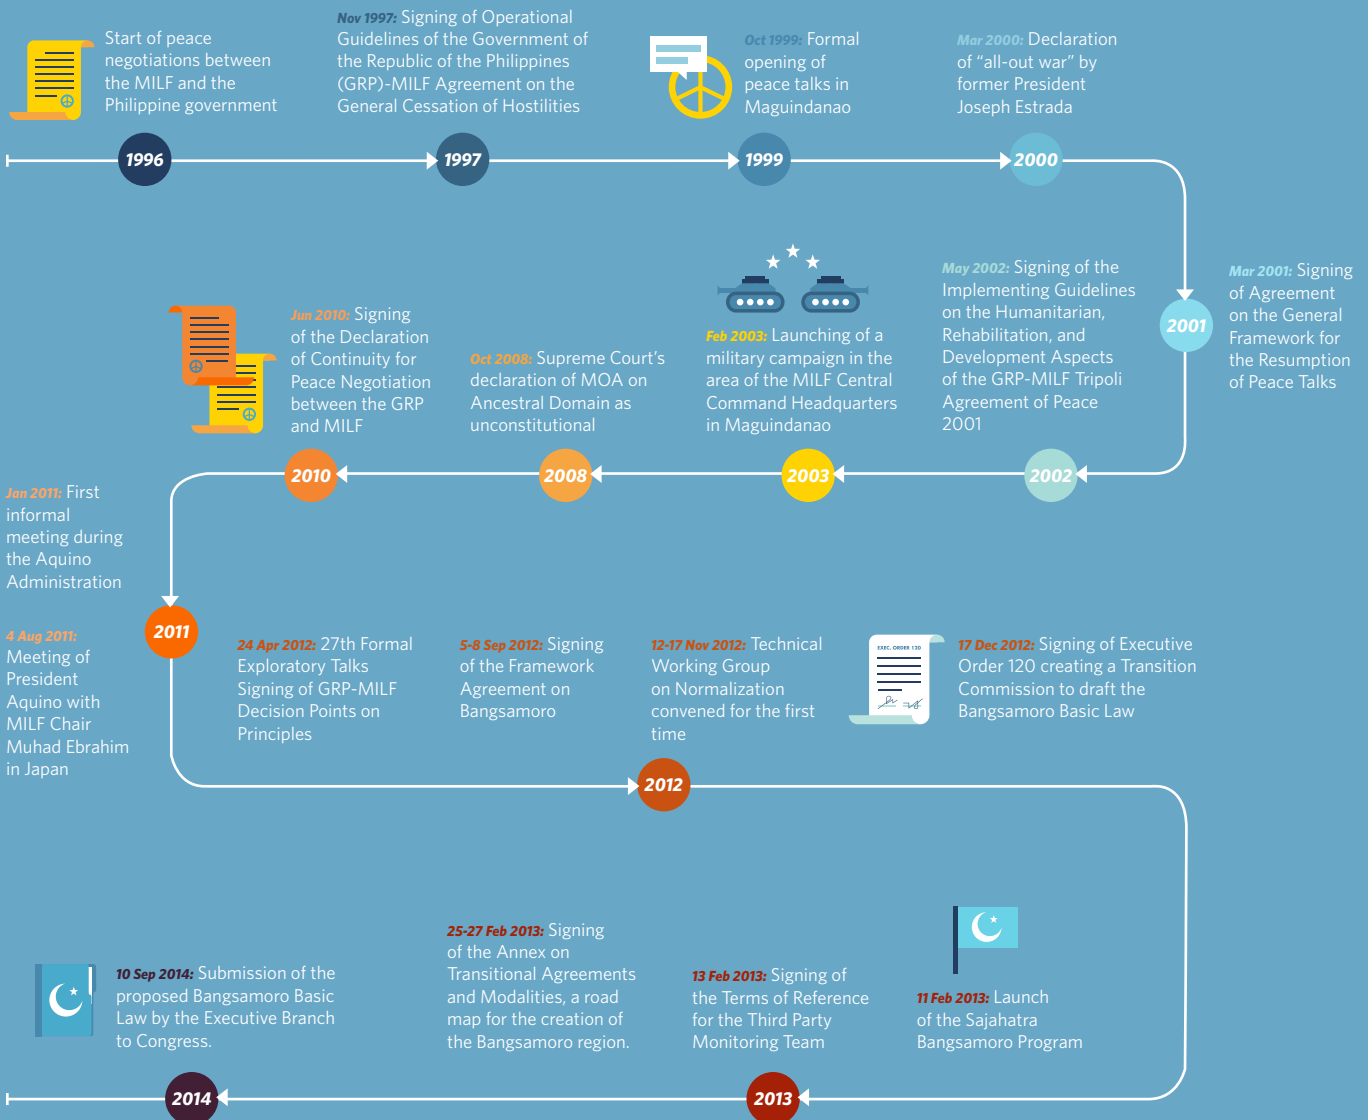 Start of peace
negotiations between
the MILF and the
Philippine government
Nov 1997: Signing of Operational
Guidelines of the Government of
the Republic of the Philippines
(GRP)-MILF Agreement on the
General Cessation of Hostilities
Oct 1999: Formal
opening of
peace talks in
Maguindanao
Mar 2000: Declaration
of “all-out war” by
former President
Joseph Estrada
1996
1997
1999
2000
Mar 2001: Signing
of Agreement
on the General
Framework for
the Resumption
of Peace Talks
2001
May 2002: Signing of the
Implementing Guidelines
on the Humanitarian,
Rehabilitation, and
Development Aspects
of the GRP-MILF Tripoli
Agreement of Peace
2001
Feb 2003: Launching of a
military campaign in the
area of the MILF Central
Command Headquarters
in Maguindanao
Oct 2008: Supreme Court’s
declaration of MOA on
Ancestral Domain as
unconstitutional
Jun 2010: Signing
of the Declaration
of Continuity for
Peace Negotiation
between the GRP
and MILF
2002
2003
2008
2010
Jan 2011: First
informal
meeting during
the Aquino
Administration
4 Aug 2011:
Meeting of
President
Aquino with
MILF Chair
Muhad Ebrahim
in Japan
2011
24 Apr 2012: 27th Formal
Exploratory Talks
Signing of GRP-MILF
Decision Points on
Principles
5-8 Sep 2012: Signing
of the Framework
Agreement on
Bangsamoro
12-17 Nov 2012: Technical
Working Group
on Normalization
convened for the first
time
EXEC. ORDER 120
17 Dec 2012: Signing of Executive
Order 120 creating a Transition
Commission to draft the
Bangsamoro Basic Law
2012
11 Feb 2013: Launch
of the Sajahatra
Bangsamoro Program
13 Feb 2013: Signing of
the Terms of Reference
for the Third Party
Monitoring Team
25-27 Feb 2013: Signing
of the Annex on
Transitional Agreements
and Modalities, a road
map for the creation of
the Bangsamoro region.
10 Sep 2014: Submission of the
proposed Bangsamoro Basic
Law by the Executive Branch
to Congress.
2013
2014